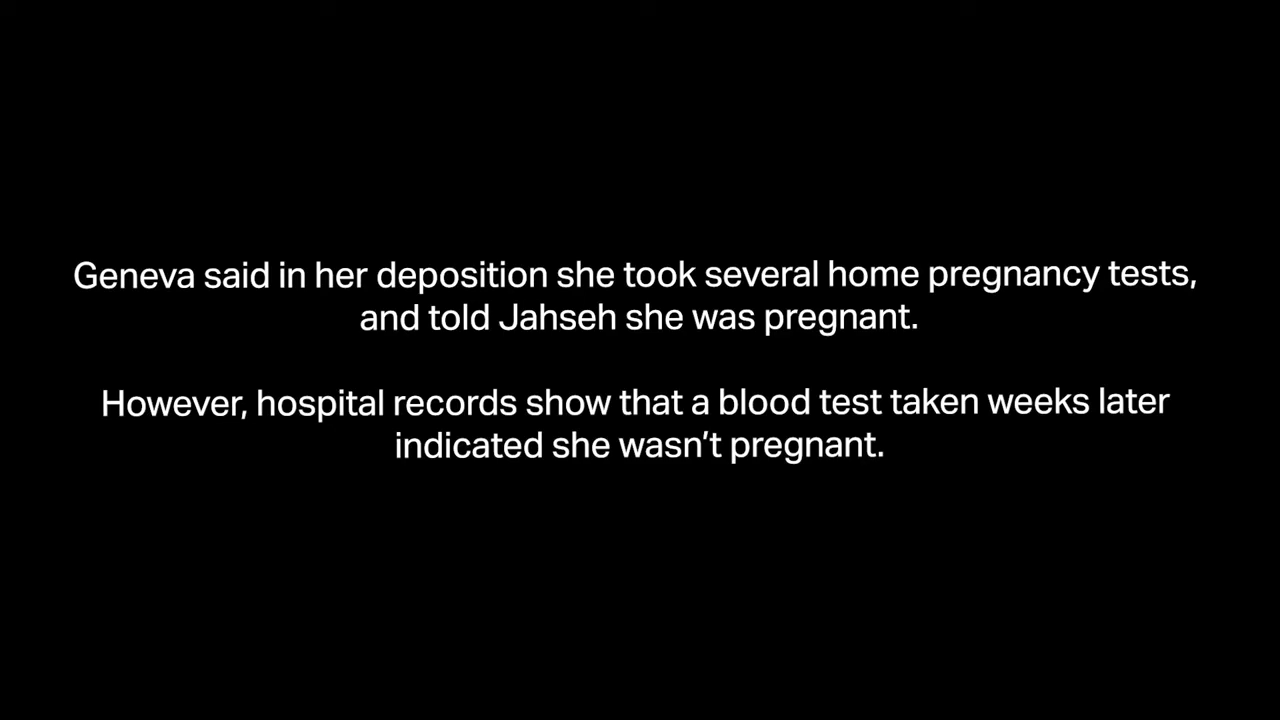 Geneva said in her deposition she took several home pregnancy tests,
and told Jahseh she was pregnant.
However, hospital records show that a blood test taken weeks later
indicated she wasn’t pregnant.